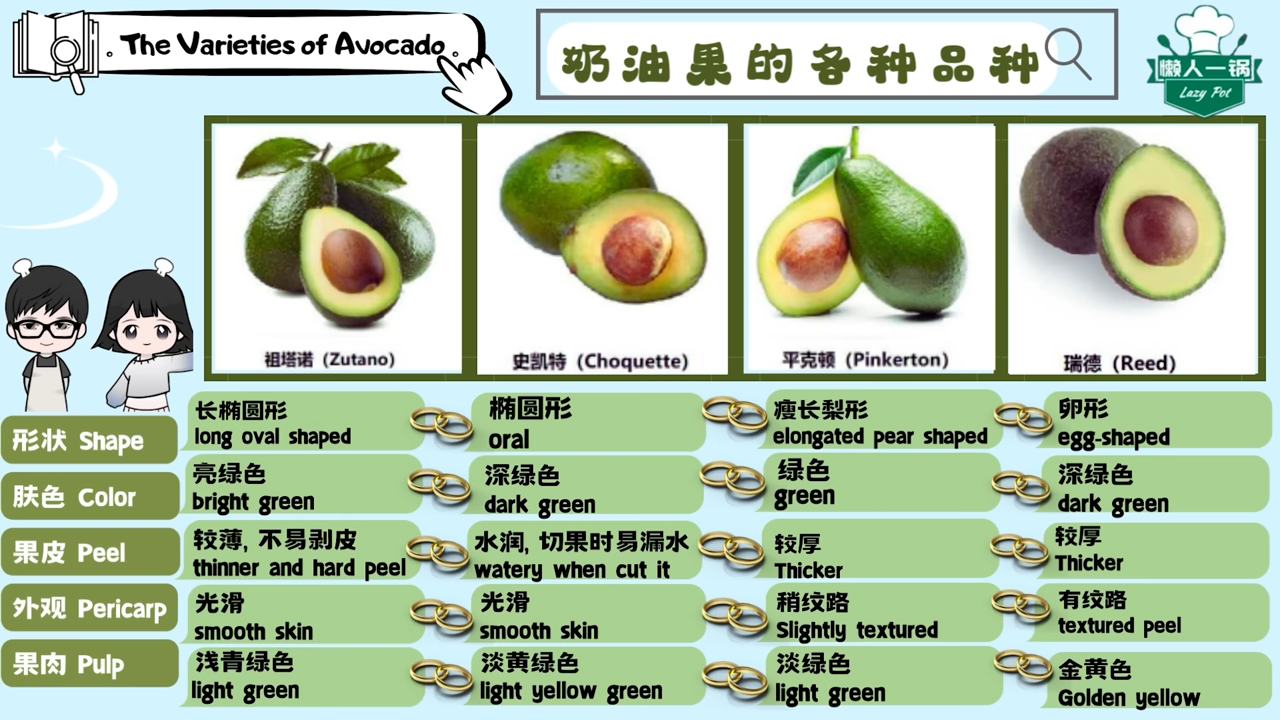 The Varieties of Avocado
奶油果的各种品种
懒人一锅
Lazy Pot
祖塔诺（Zutano）
史凯特（Choquette）
平克顿（Pinkerton）
瑞德（Reed）
形状 Shape
长椭圆形
long oval shaped
椭圆形
oral
瘦长梨形
elongated pear shaped
卵形
egg-shaped
肤色 Color
亮绿色
bright green
深绿色
dark green
绿色
green
深绿色
dark green
果皮 Peel
较薄, 不易剥皮
thinner and hard peel
水润, 切果时易漏水
watery when cut it
较厚
Thicker
较厚
Thicker
外观 Pericarp
光滑
smooth skin
光滑
smooth skin
稍纹路
Slightly textured
有纹路
textured peel
果肉 Pulp
浅青绿色
light green
淡黄绿色
light yellow green
淡绿色
light green
金黄色
Golden yellow